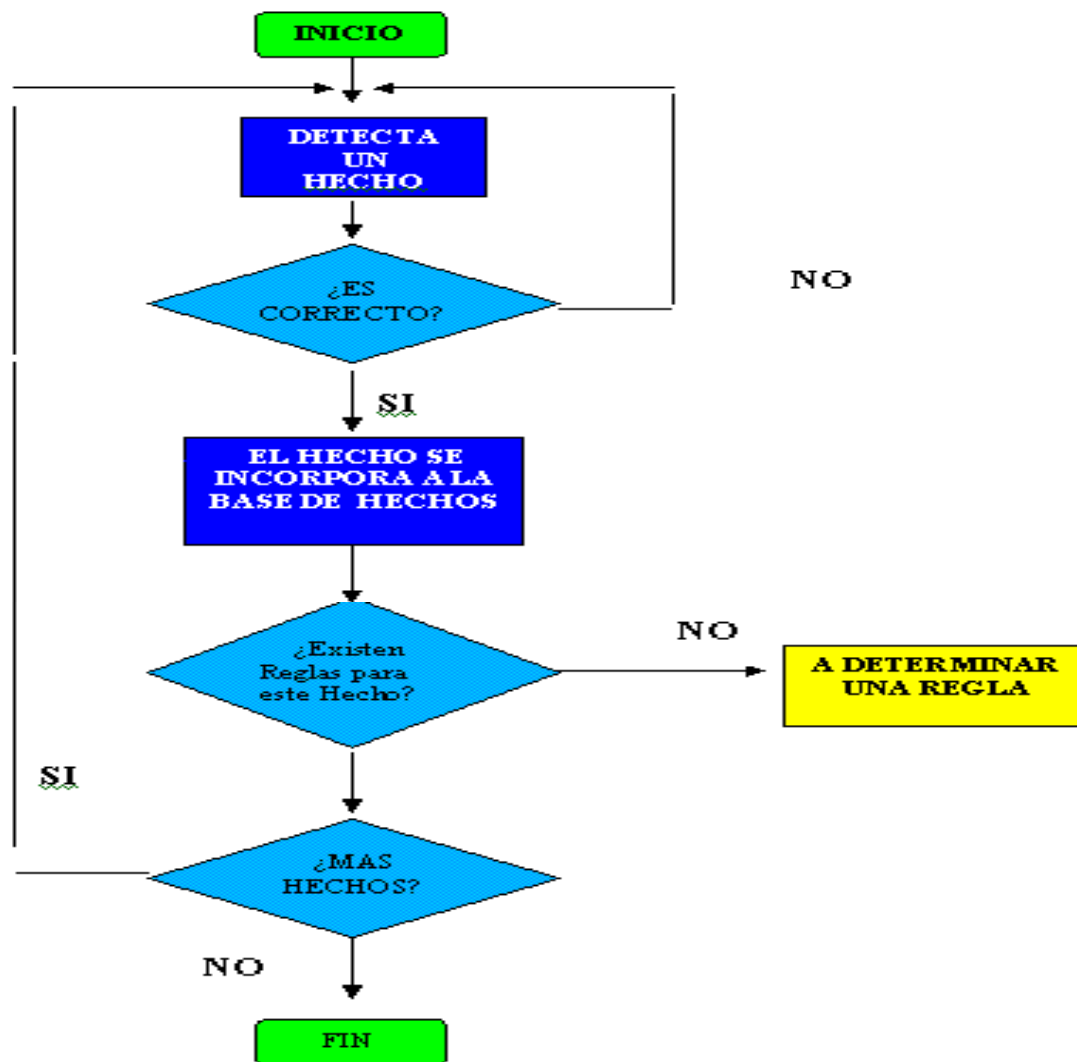 INICIO
DETECTA
UN
HECHO
¿ES
CORRECTO?
NO
SI
EL HECHO SE
INCORPORA A LA
BASE DE HECHOS
¿Existen
Reglas para
este Hecho?
NO
A DETERMINAR
UNA REGLA
SI
¿MAS
HECHOS?
NO
FIN